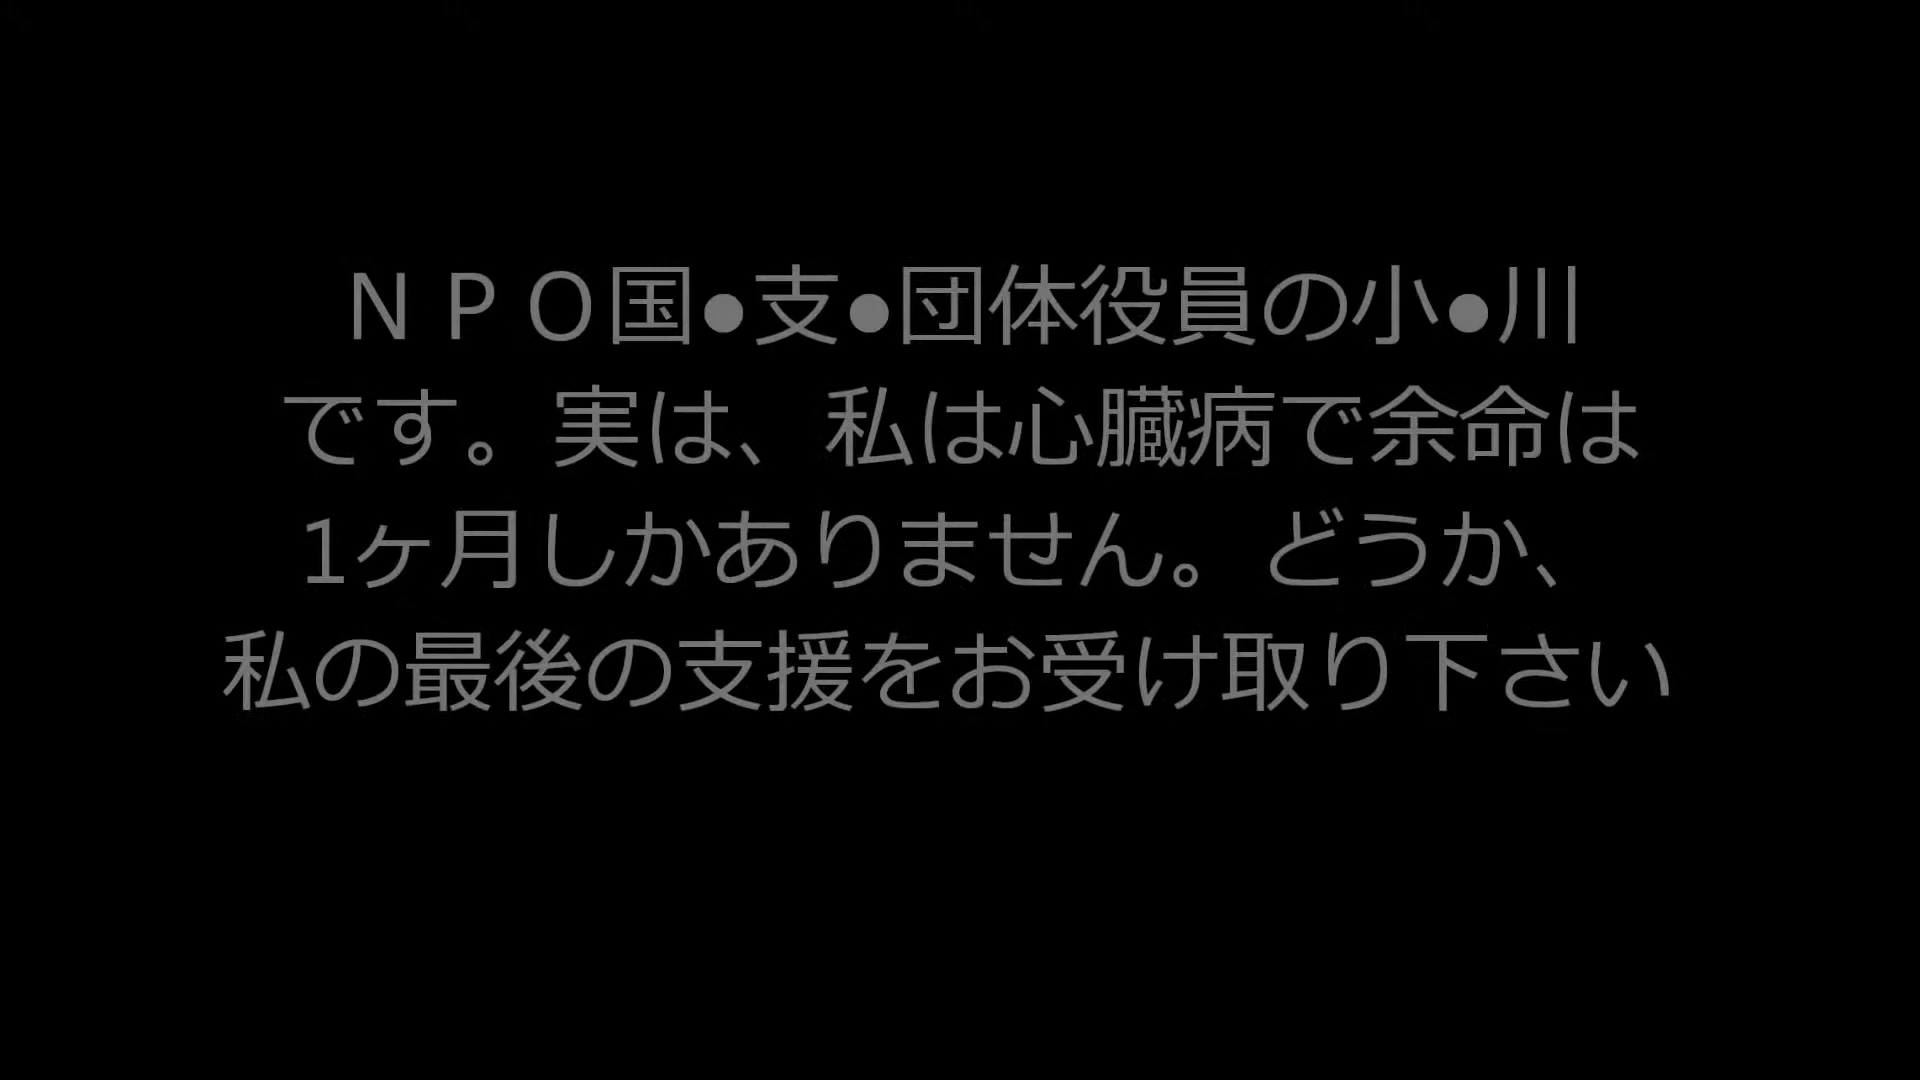 ＮＰＯ国●支●団体役員の小●川
です。実は、私は心臓病で余命は
1ヶ月しかありません。どうか、
私の最後の支援をお受け取り下さい